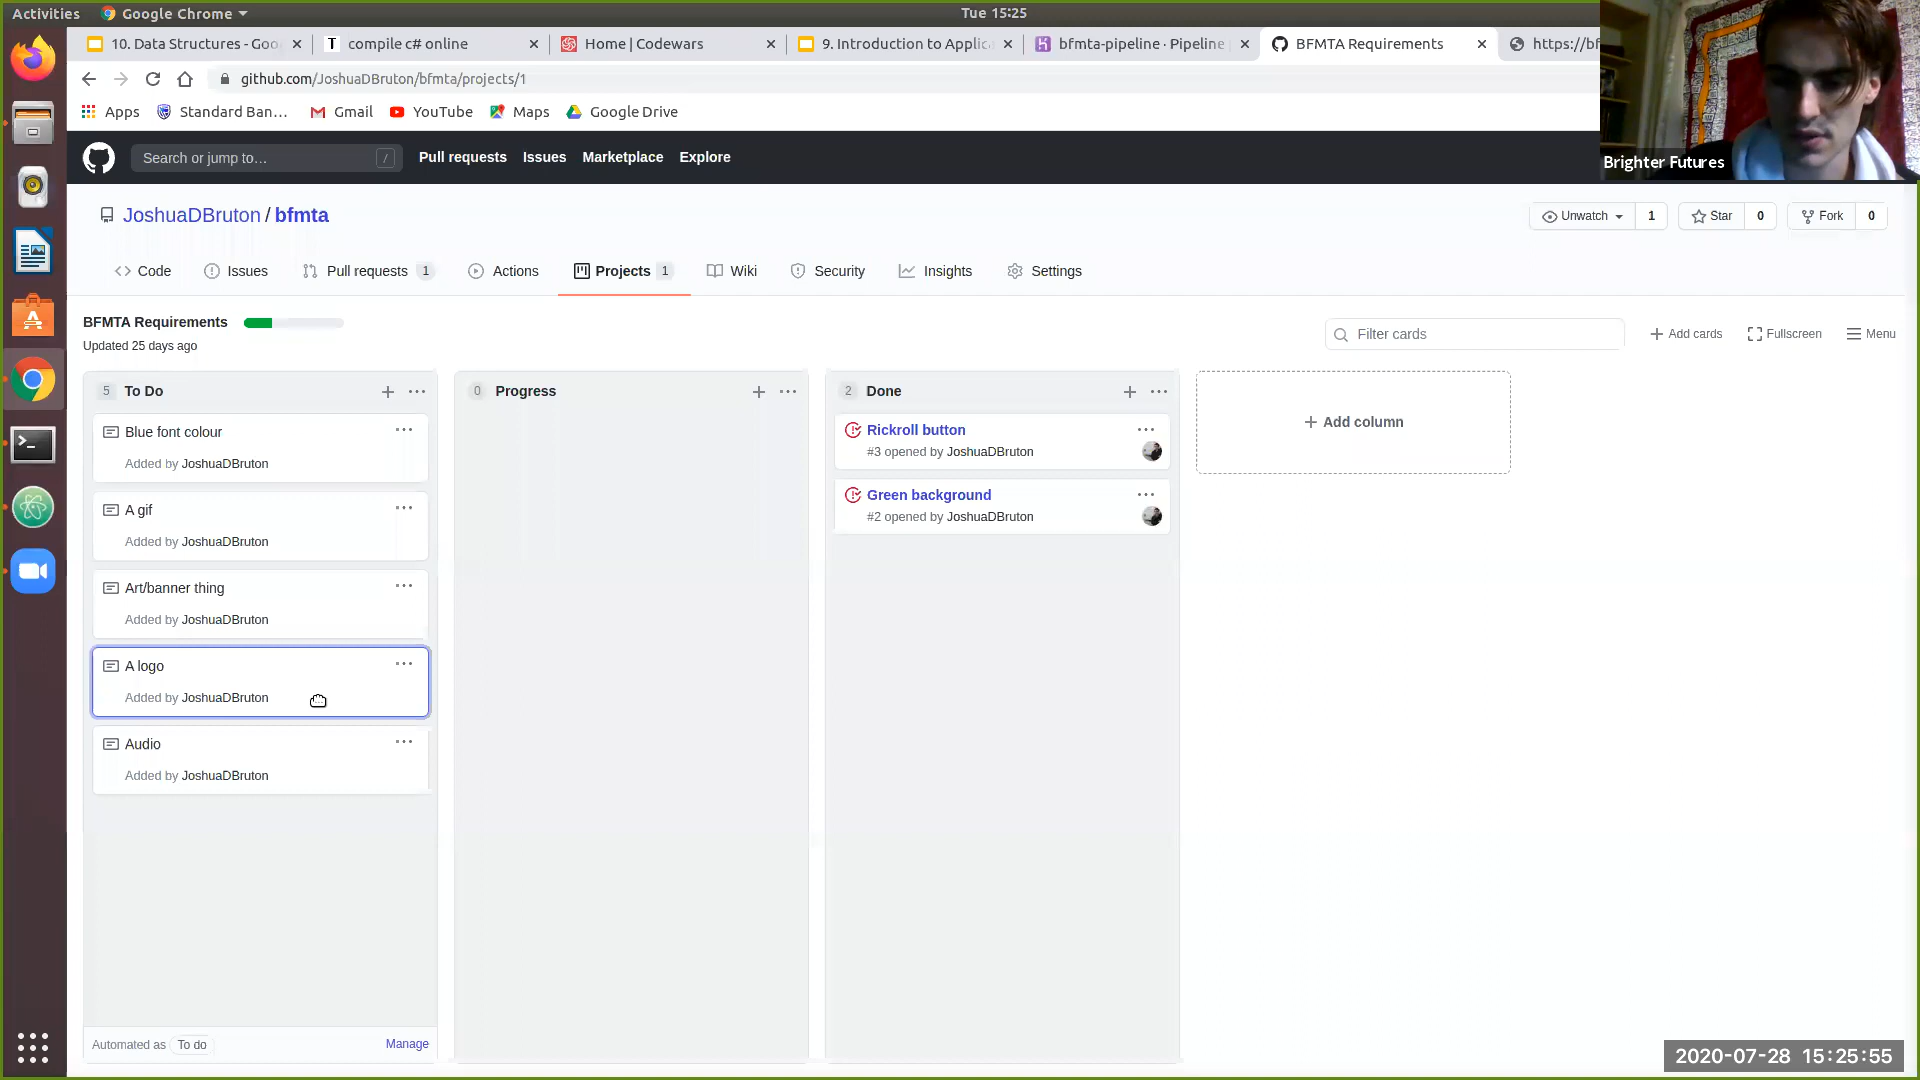 Activities
Google Chrome
Tue 15:25
10. Data Structures - Goo
compile c# online
Home | Codewars
9. Introduction to Applic
bfmta-pipeline · Pipeline
BFMTA Requirements
https://bf
github.com/JoshuaDBruton/bfmta/projects/1
Apps
Standard Ban...
Gmail
YouTube
Maps
Google Drive
Search or jump to...
/
Pull requests
Issues
Marketplace
Explore
Brighter Futures
JoshuaDBruton / bfmta
Unwatch
1
Star
0
Fork
0
Code
Issues
Pull requests 1
Actions
Projects 1
Wiki
Security
Insights
Settings
BFMTA Requirements
Updated 25 days ago
Filter cards
Add cards
Fullscreen
Menu
5 To Do
Blue font colour
Added by JoshuaDBruton
A gif
Added by JoshuaDBruton
Art/banner thing
Added by JoshuaDBruton
A logo
Added by JoshuaDBruton
Audio
Added by JoshuaDBruton
Automated as To do
Manage
0 Progress
2 Done
Rickroll button
#3 opened by JoshuaDBruton
Green background
#2 opened by JoshuaDBruton
+ Add column
2020-07-28 15:25:55